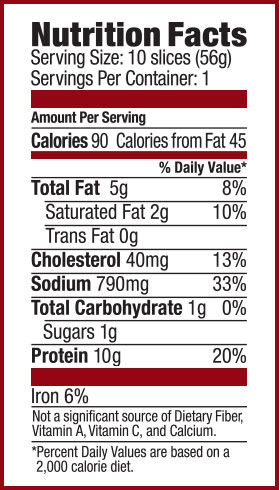 Nutrition Facts
Serving Size: 10 slices (56g)
Servings Per Container: 1
Amount Per Serving
Calories 90 Calories from Fat 45
% Daily Value*
Total Fat 5g 8%
Saturated Fat 2g 10%
Trans Fat 0g
Cholesterol 40mg 13%
Sodium 790mg 33%
Total Carbohydrate 1g 0%
Sugars 1g
Protein 10g 20%
Iron 6%
Not a significant source of Dietary Fiber,
Vitamin A, Vitamin C, and Calcium.
*Percent Daily Values are based on a
2,000 calorie diet.